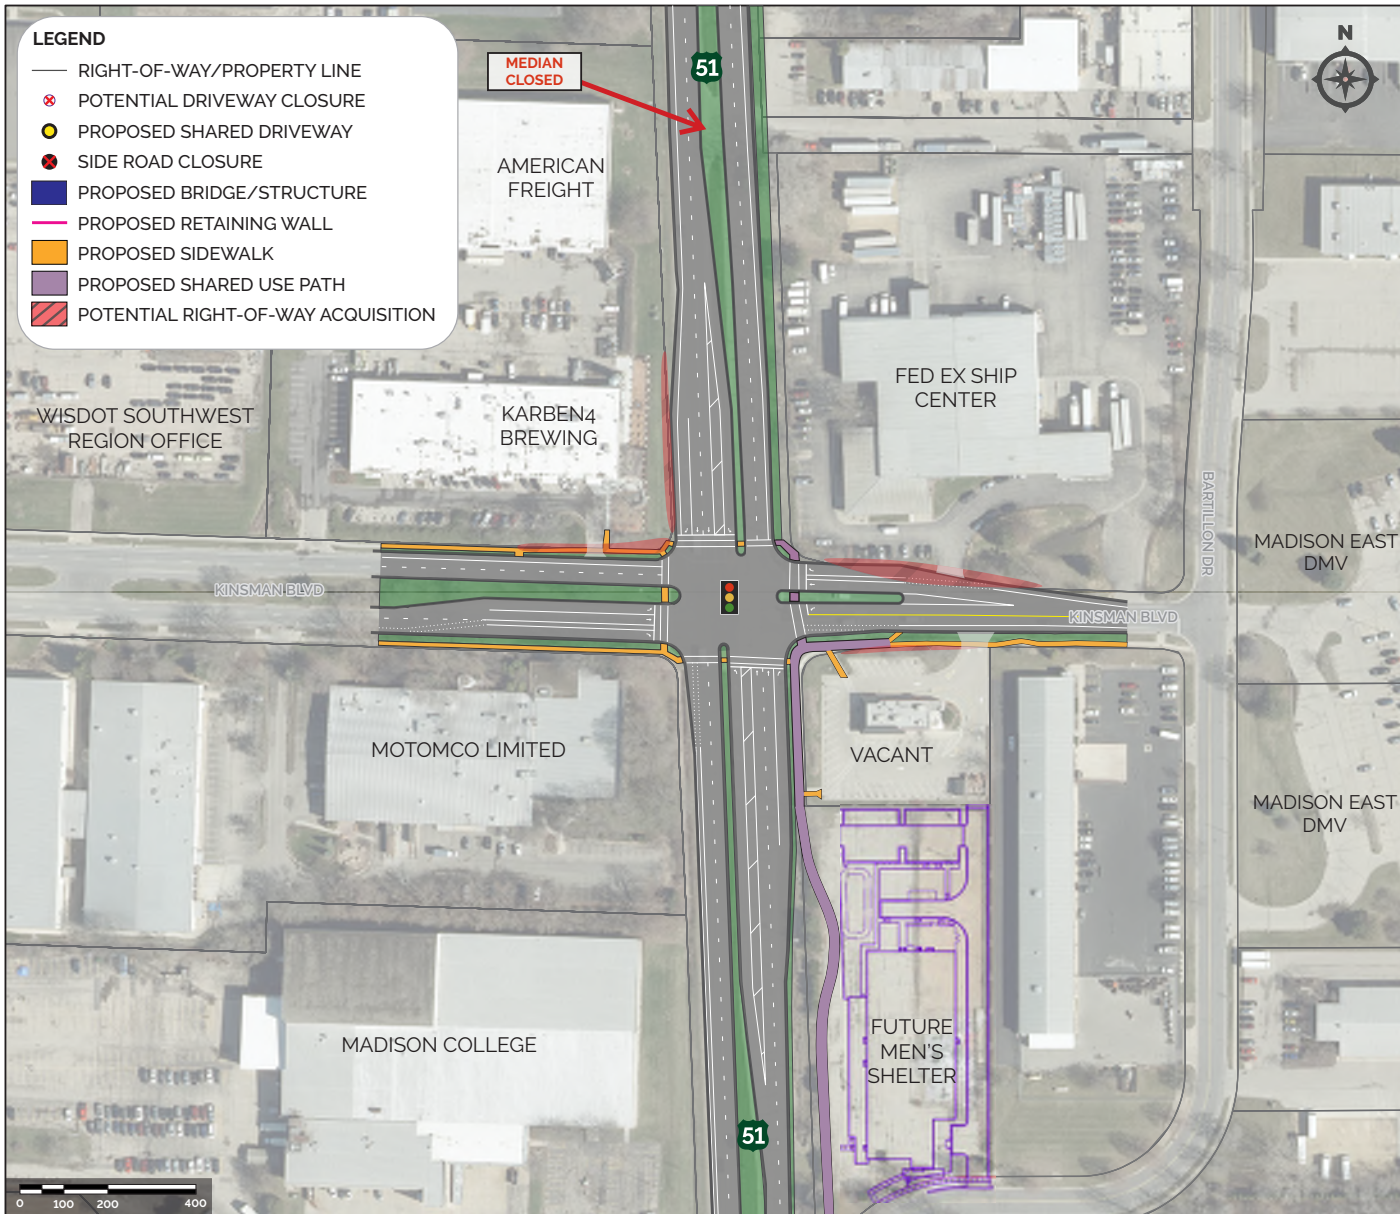 LEGEND
RIGHT-OF-WAY/PROPERTY LINE
POTENTIAL DRIVEWAY CLOSURE
PROPOSED SHARED DRIVEWAY
SIDE ROAD CLOSURE
PROPOSED BRIDGE/STRUCTURE
PROPOSED RETAINING WALL
PROPOSED SIDEWALK
PROPOSED SHARED USE PATH
POTENTIAL RIGHT-OF-WAY ACQUISITION
MEDIAN
CLOSED
51
N
AMERICAN
FREIGHT
WISDOT SOUTHWEST
REGION OFFICE
KARBEN4
BREWING
FED EX SHIP
CENTER
BARTILLON DR
MADISON EAST
DMV
KINSMAN BLVD
KINSMAN BLVD
MOTOMCO LIMITED
VACANT
MADISON EAST
DMV
MADISON COLLEGE
FUTURE
MEN'S
SHELTER
51
0 100 200 400